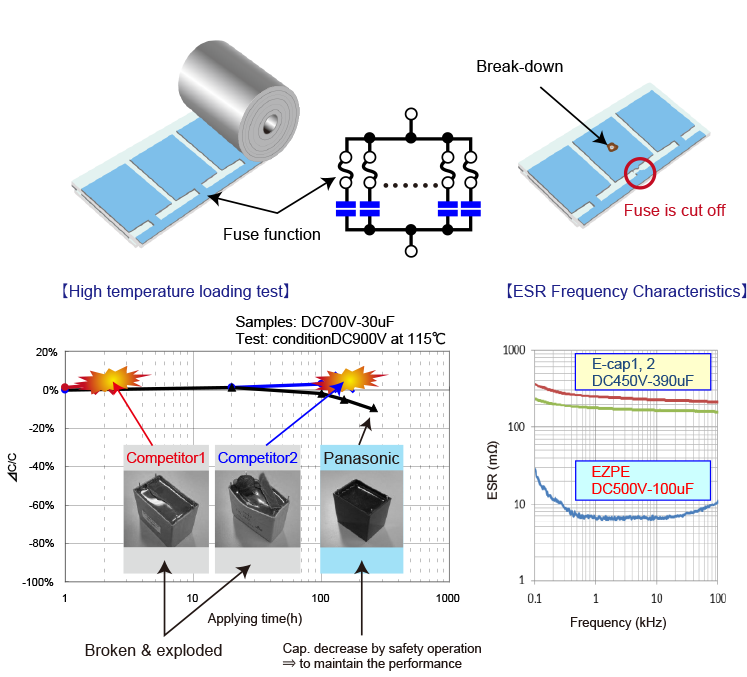 Break-down
Fuse function
Fuse is cut off
【High temperature loading test】
Samples: DC700V-30uF
Test: conditionDC900V at 115℃
20%
0%
-20%
-40%
-60%
-80%
-100%
⊿C/C
Competitor1
Competitor2
Panasonic
1
10
100
1000
Applying time(h)
Broken & exploded
Cap. decrease by safety operation
⇒ to maintain the performance
【ESR Frequency Characteristics】
1000
100
10
1
ESR (mΩ)
E-cap1, 2
DC450V-390uF
EZPE
DC500V-100uF
0.1
1
10
100
Frequency (kHz)